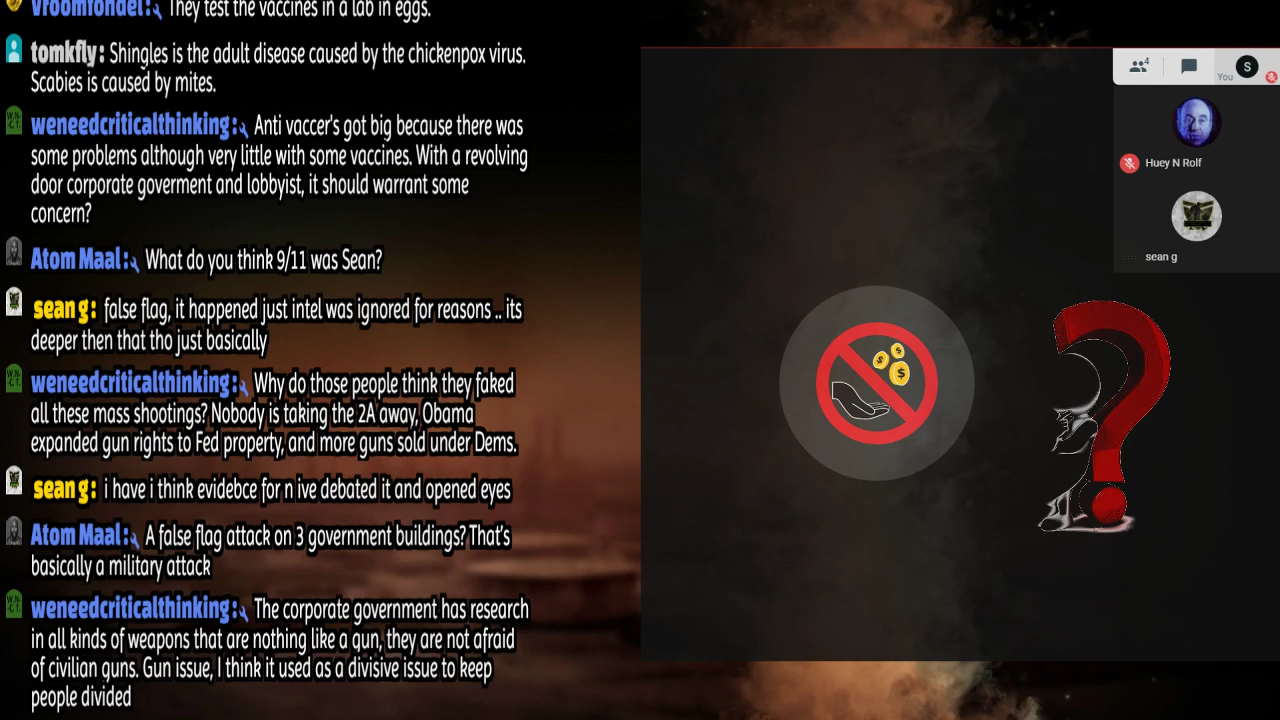 Vroomfondel: They test the vaccines in a lab in eggs.
tomkfly: Shingles is the adult disease caused by the chickenpox virus.
Scabies is caused by mites.
weneedcriticalthinking: Anti vaccer's got big because there was
some problems although very little with some vaccines. With a revolving
door corporate goverment and lobbyist, it should warrant some
concern?
Atom Maal: What do you think 9/11 was Sean?
sean g: false flag, it happened just intel was ignored for reasons .. its
deeper then that tho just basically
weneedcriticalthinking: Why do those people think they faked
all these mass shootings? Nobody is taking the 2A away, Obama
expanded gun rights to Fed property, and more guns sold under Dems.
sean g: i have i think evidebce for n ive debated it and opened eyes
Atom Maal: A false flag attack on 3 government buildings? That's
basically a military attack
weneedcriticalthinking: The corporate government has research
in all kinds of weapons that are nothing like a gun, they are not afraid
of civilian guns. Gun issue, I think it used as a divisive issue to keep
people divided
4
You
S
Huey N Rolf
sean g
$ $
$